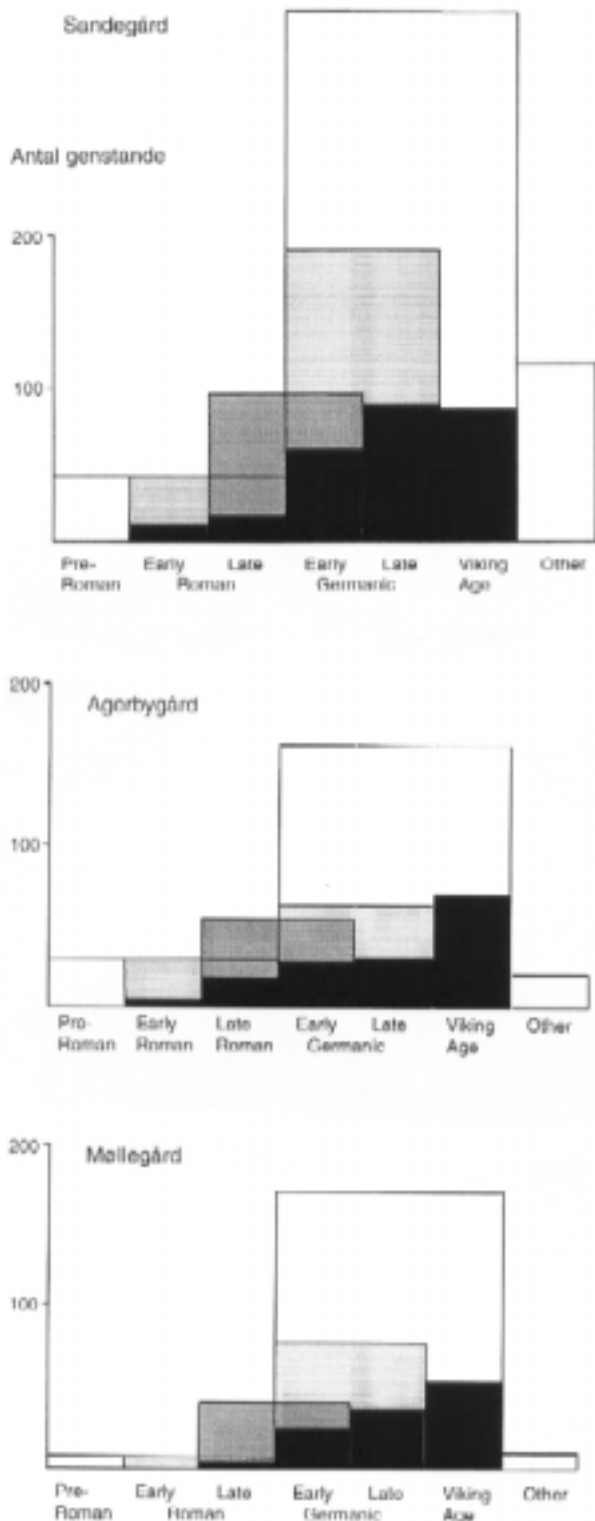 Sandegård
Antal genstande
200
100
Pre- Early Late Early Late Viking Other
Roman Roman Germanic Age
200
Agerbygård
100
Pre- Early Late Early Late Viking Other
Roman Roman Roman Germanic Age
200
Møllegård
100
Pre- Early Late Early Late Viking Other
Roman Roman Germanic Age